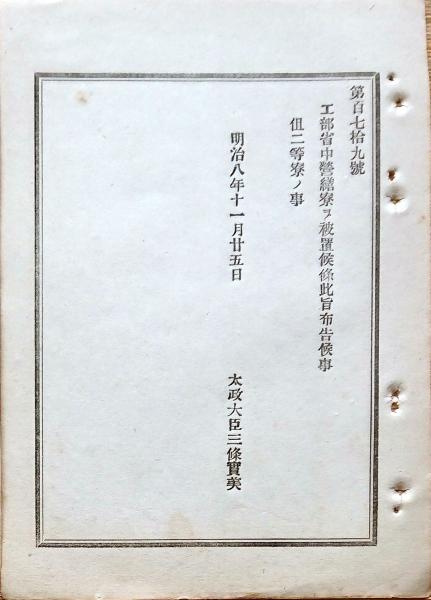 第百七拾九號
工部省中營繕寮ヲ被置候條此旨布告候事
但二等寮ノ事
明治八年十一月廿五日
太政大臣三條實美